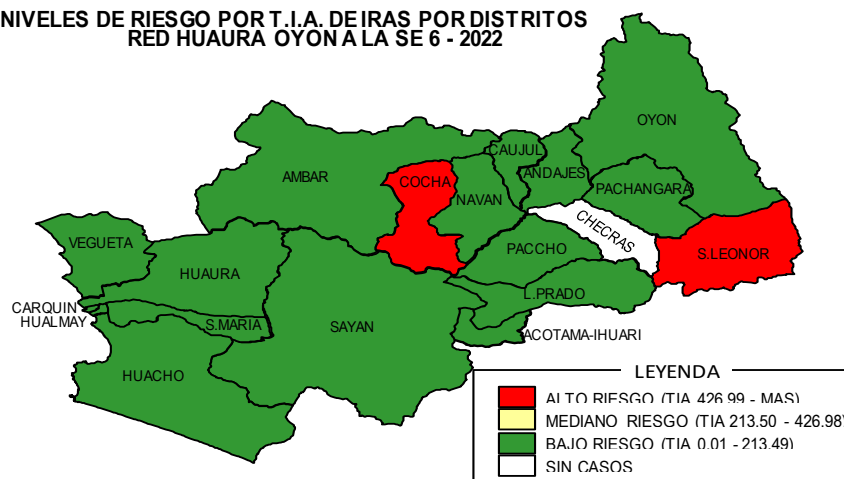 NIVELES DE RIESGO POR T.I.A. DE IRAS POR DISTRITOS
RED HUAURA OYON A LA SE 6 - 2022
OYON
CAUJUL
AMBAR
COCHA
ANDAJES
NAVAN
PACHANGARA
CHECRAS
VEGUETA
PACCHO
S.LEONOR
HUAURA
L.PRADO
CARQUIN
HUALMAY
S.MARIA
SAYAN
ACOTAMA-IHUARI
HUACHO
LEYENDA
ALTO RIESGO (TIA 426.99 - MAS)
MEDIANO RIESGO (TIA 213.50 - 426.98)
BAJO RIESGO (TIA 0.01 - 213.49)
SIN CASOS